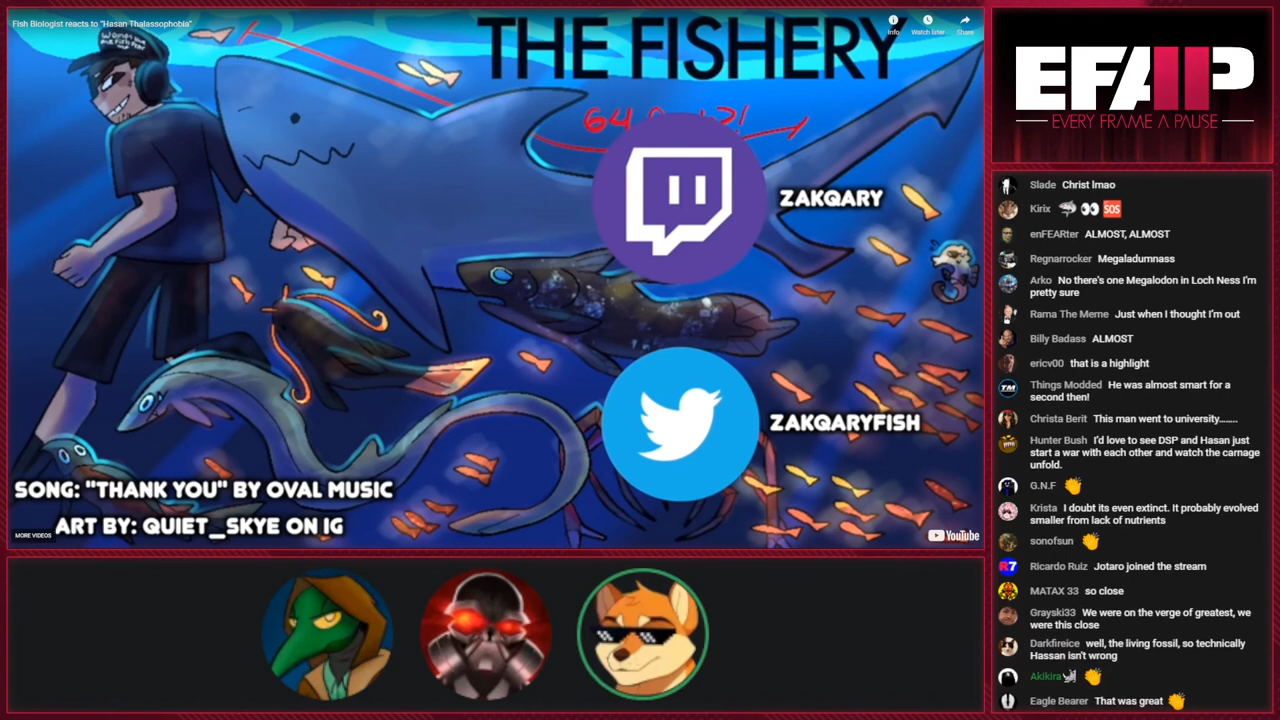 Fish Biologist reacts to "Hasan Thalassophobia"
Info
Watch later
Share
THE FISHERY
ZAKQARY
ZAKQARYFISH
SONG: "THANK YOU" BY OVAL MUSIC
ART BY: QUIET_SKYE ON IG
MORE VIDEOS
YouTube
EFAP
EVERY FRAME A PAUSE
Slade Christ lmao
Kirix 🦈 👀 🆘
enFEARter ALMOST, ALMOST
Regnarrocker Megaladumnass
Arko No there's one Megalodon in Loch Ness I'm
pretty sure
Rama The Meme Just when I thought I'm out
Billy Badass ALMOST
ericv00 that is a highlight
TM
Things Modded He was almost smart for a
second then!
Christa Berit This man went to university........
Hunter Bush I'd love to see DSP and Hasan just
start a war with each other and watch the carnage
unfold.
G.N.F 👏
Krista I doubt its even extinct. It probably evolved
smaller from lack of nutrients
sonofsun 👏
R7
Ricardo Ruiz Jotaro joined the stream
MATAX 33 so close
Grayski33 We were on the verge of greatest, we
were this close
Darkfireice well, the living fossil, so technically
Hassan isn't wrong
Akikira 👏
Eagle Bearer That was great 👏